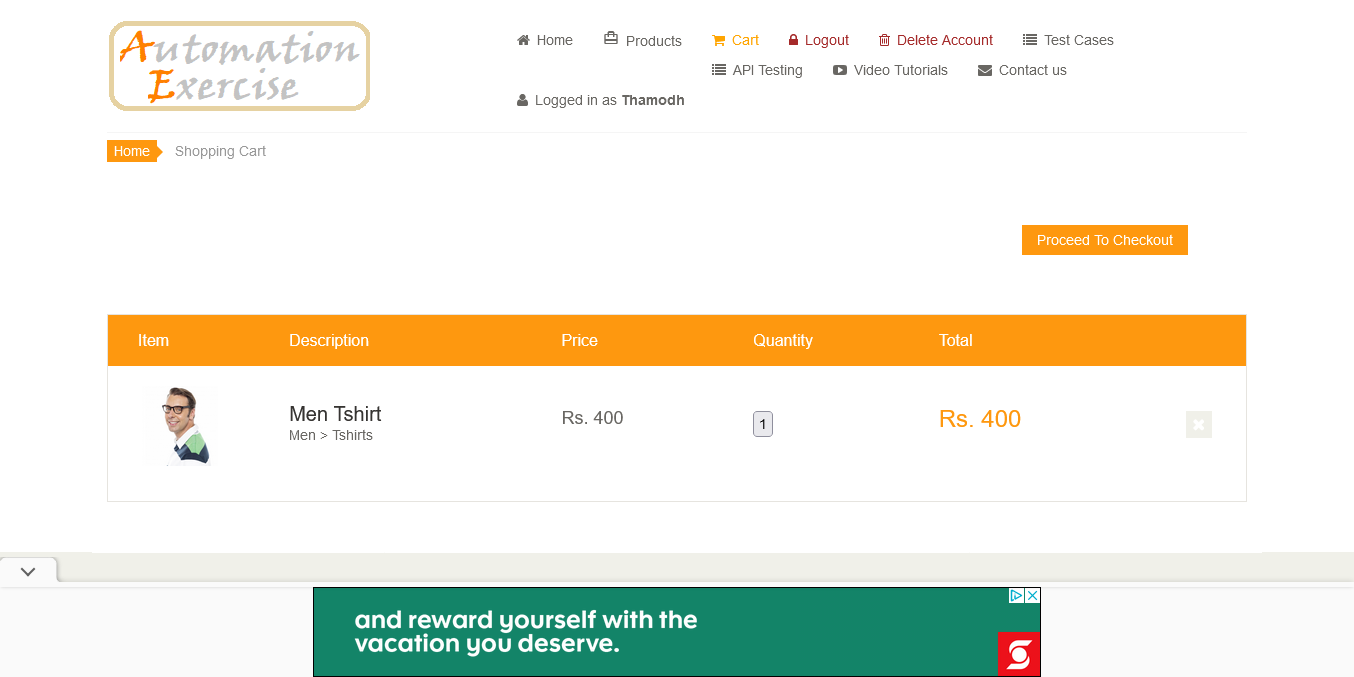 Automation
Exercise
Home Products Cart Logout Delete Account Test Cases
API Testing Video Tutorials Contact us
Logged in as Thamodh
Home Shopping Cart
Proceed To Checkout
Item Description Price Quantity Total
Men Tshirt Rs. 400 1 Rs. 400
Men > Tshirts
and reward yourself with the
vacation you deserve.